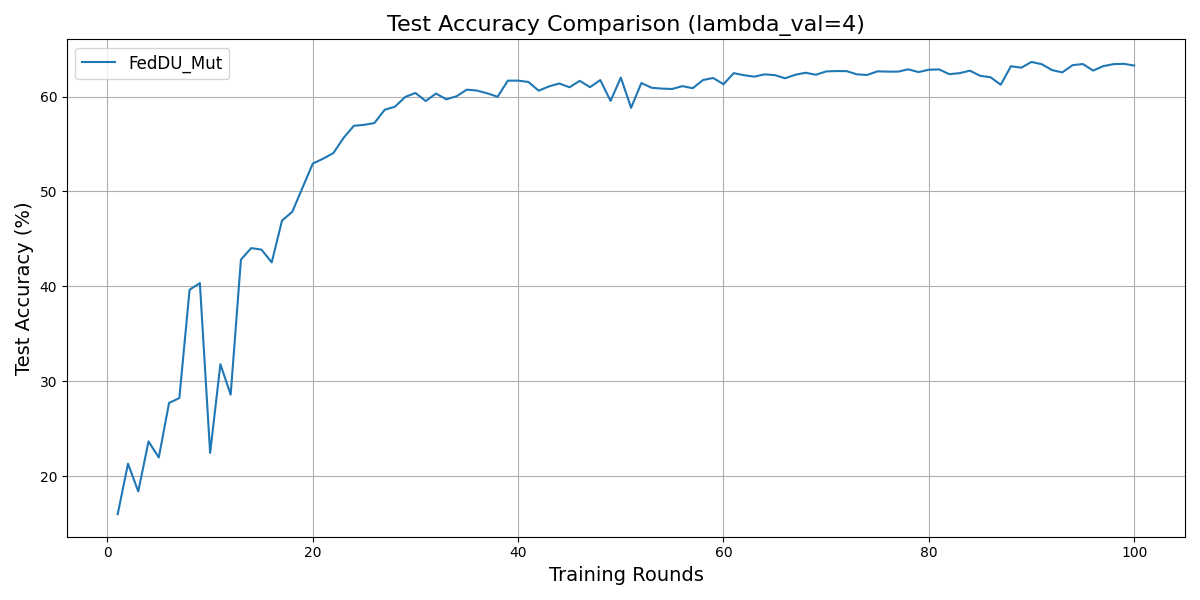 Test Accuracy Comparison (lambda_val=4)
FedDU_Mut
Test Accuracy (%)
60
50
40
30
20
0 20 40 60 80 100
Training Rounds